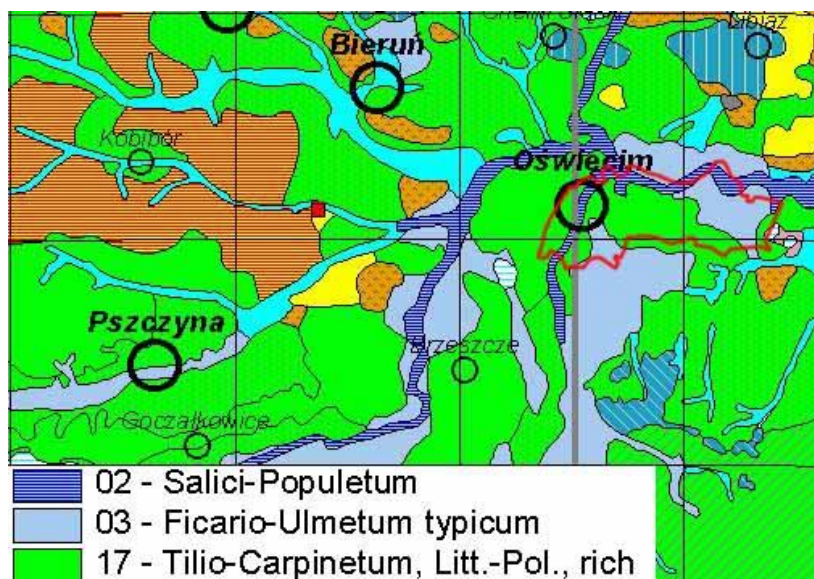 Bieruń
Libiąż
Kobiór
Oświęcim
Pszczyna
Brzeszcze
Goczałkowice
02 - Salici-Populetum
03 - Ficario-Ulmetum typicum
17 - Tilio-Carpinetum, Litt.-Pol., rich